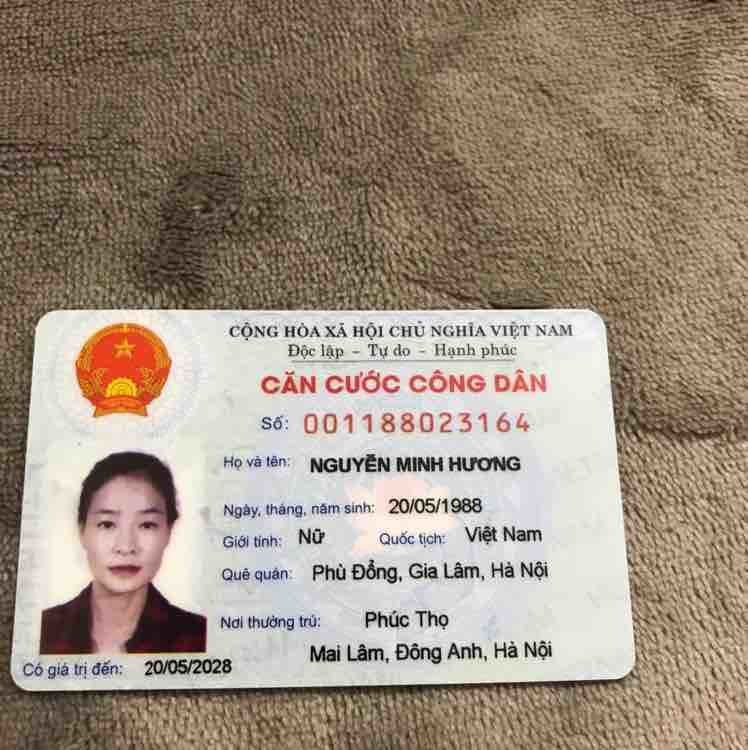 CỘNG HÒA XÃ HỘI CHỦ NGHĨA VIỆT NAM
Độc lập – Tự do – Hạnh phúc
CĂN CƯỚC CÔNG DÂN
Số: 001188023164
Họ và tên: NGUYỄN MINH HƯƠNG
Ngày, tháng, năm sinh: 20/05/1988
Giới tính: Nữ Quốc tịch: Việt Nam
Quê quán: Phù Đổng, Gia Lâm, Hà Nội
Nơi thường trú: Phúc Thọ
Mai Lâm, Đông Anh, Hà Nội
Có giá trị đến: 20/05/2028